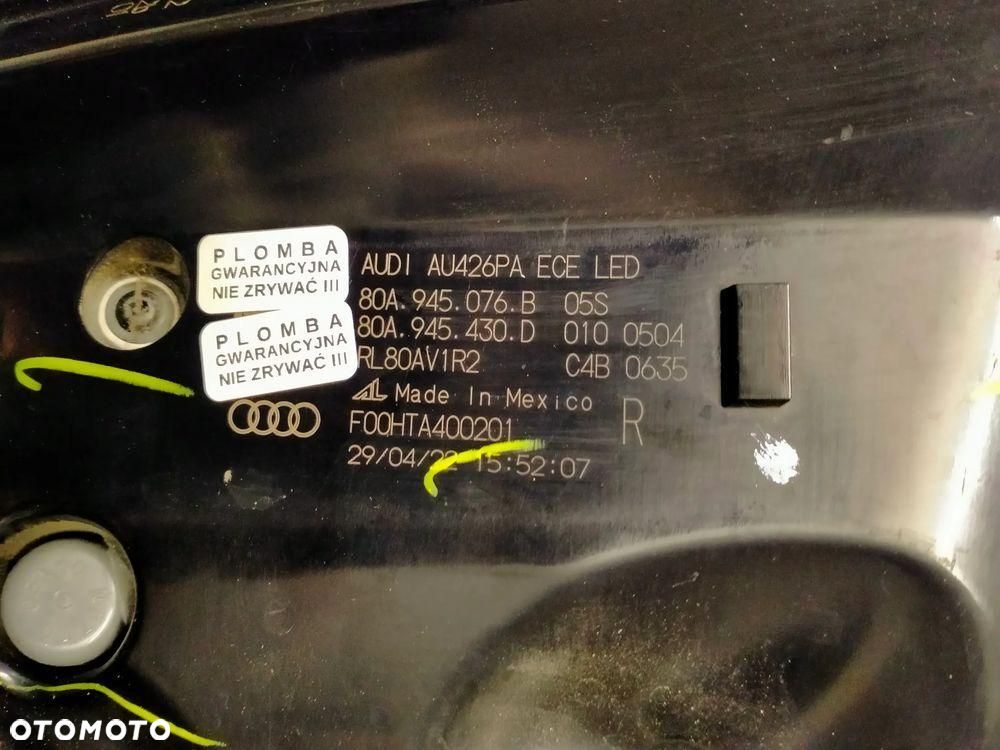 PLOMBA
GWARANCYJNA
NIE ZRYWAĆ !!!
PLOMBA
GWARANCYJNA
NIE ZRYWAĆ !!!
AUDI AU426PA ECE LED
80A.945.076.B 05S
80A.945.430.D 010 0504
RL80AV1R2 C4B 0635
AL Made In Mexico
F00HTA400201 R
29/04/22 15:52:07
OTOMOTO